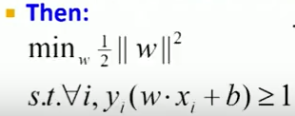 Then:
min_w ½ ‖ w ‖²
s.t.∀i, y_i (w·x_i + b) ≥ 1